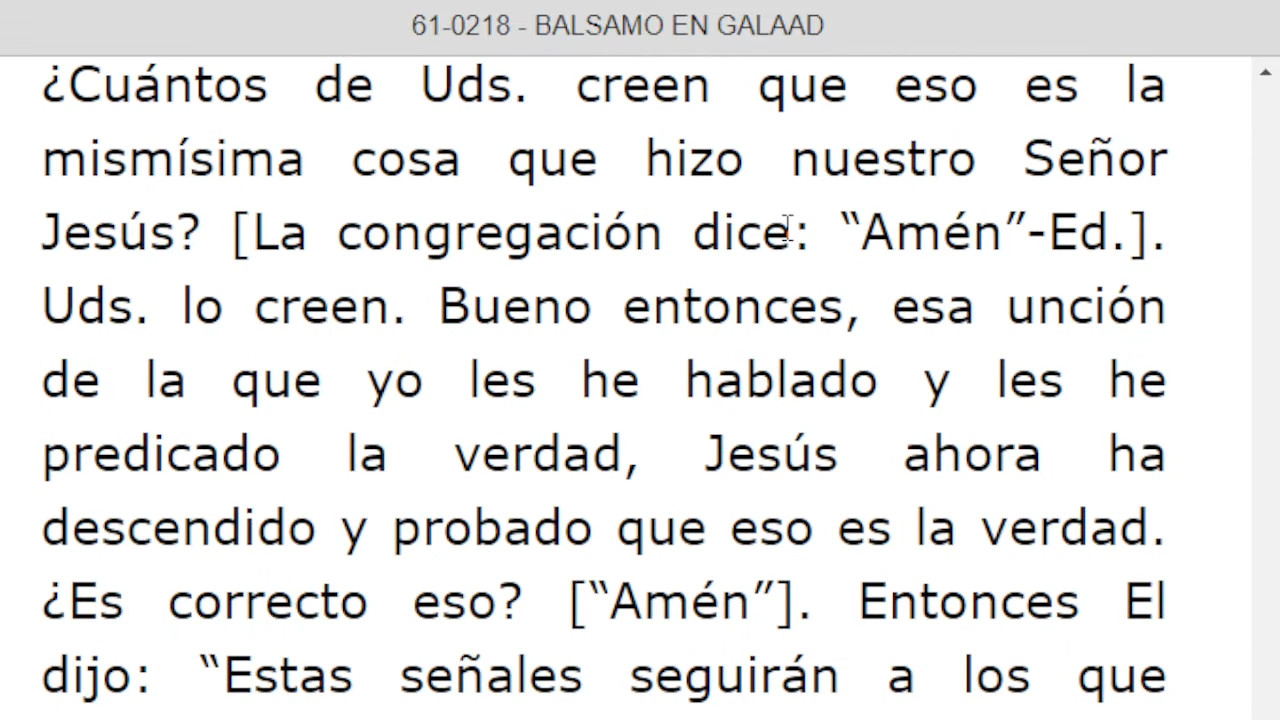 61-0218 - BALSAMO EN GALAAD
¿Cuántos de Uds. creen que eso es la
mismísima cosa que hizo nuestro Señor
Jesús? [La congregación dice: “Amén”-Ed.].
Uds. lo creen. Bueno entonces, esa unción
de la que yo les he hablado y les he
predicado la verdad, Jesús ahora ha
descendido y probado que eso es la verdad.
¿Es correcto eso? [“Amén”]. Entonces El
dijo: “Estas señales seguirán a los que